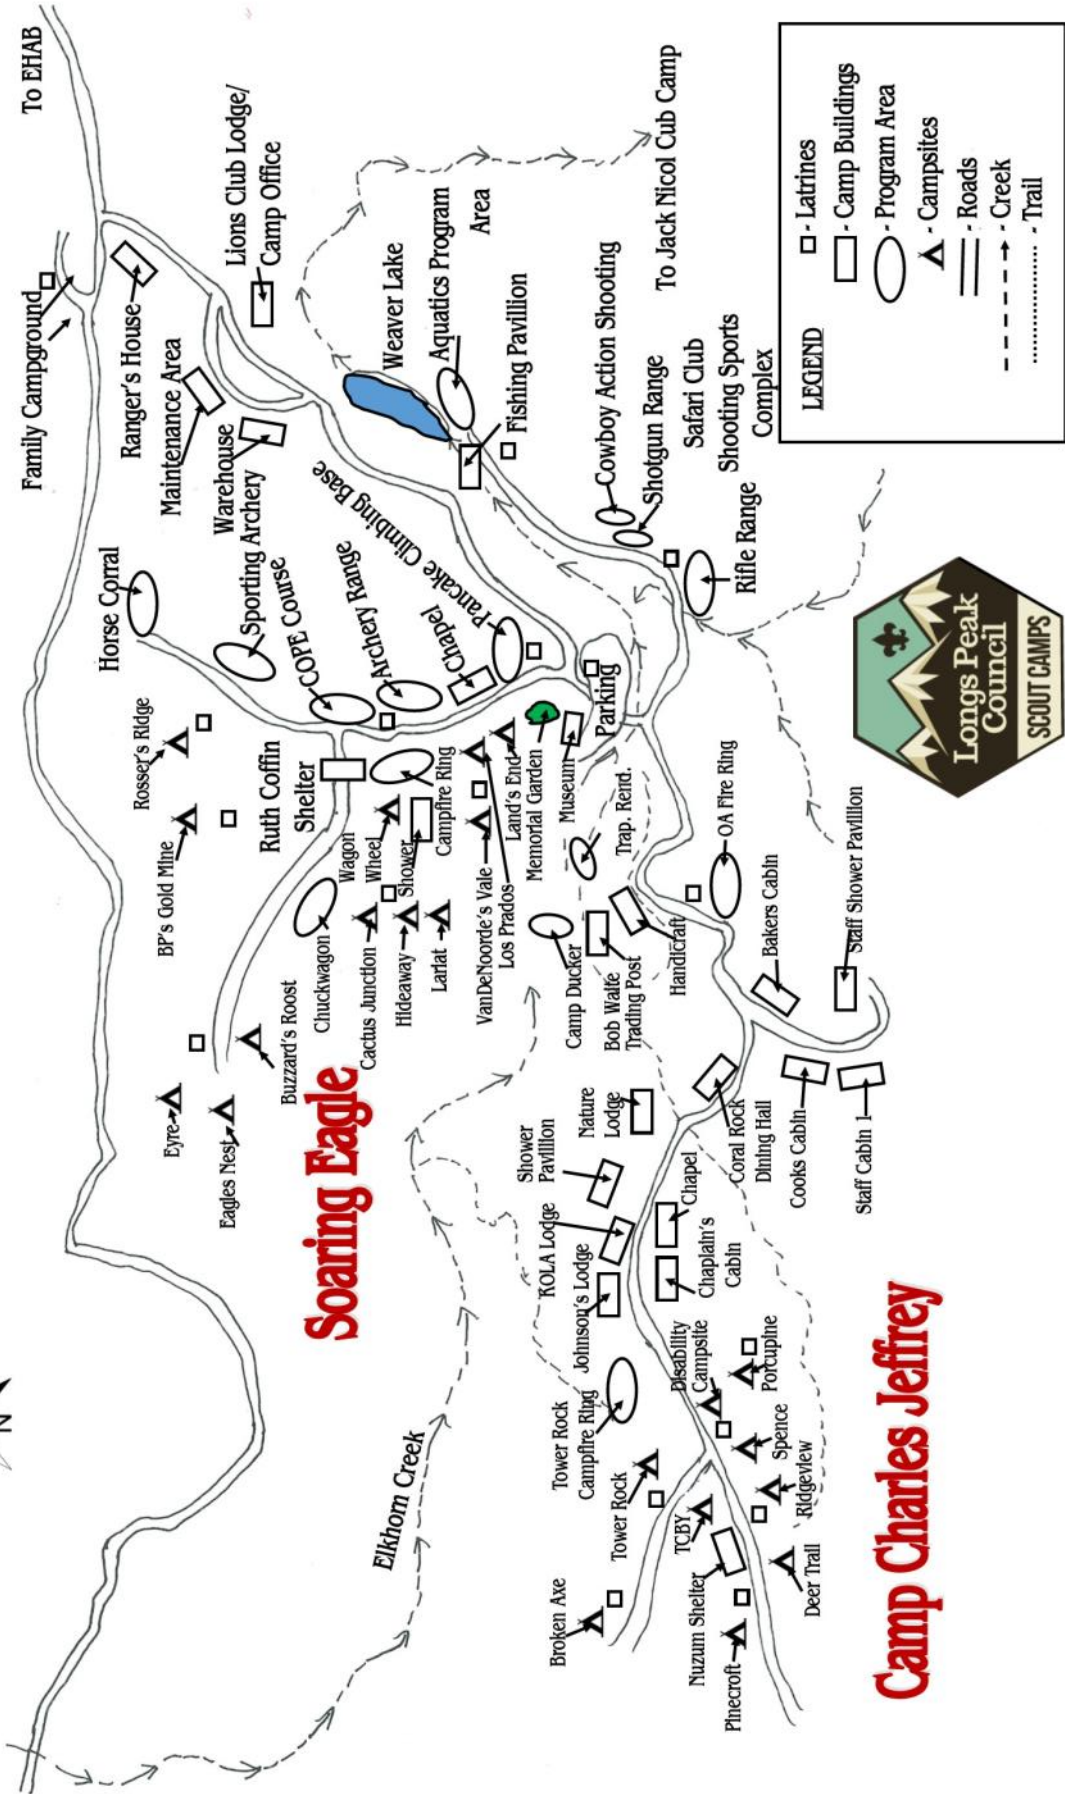 To EHAB
Family Campground
Ranger's House
Maintenance Area
Warehouse
Lions Club Lodge/
Camp Office
Horse Corral
Sporting Archery
COPE Course
Archery Range
Chapel
Pancake Climbing Base
Weaver Lake
Aquatics Program
Area
Fishing Pavillion
To Jack Nicol Cub Camp
Cowboy Action Shooting
Shotgun Range
Safari Club
Shooting Sports
Complex
Rifle Range
Parking
Rosser's Ridge
BP's Gold Mine
Ruth Coffin
Shelter
Wagon
Wheel
Shower
Campfire Ring
Land's End
Memorial Garden
Museum
Trap. Rend.
Chuckwagon
Cactus Junction
Hideaway
Lariat
VanDeNoorde's Vale
Los Prados
Camp Ducker
Bob Waite
Trading Post
Handicraft
OA Fire Ring
Bakers Cabin
Staff Shower Pavillion
Eyre
Eagles Nest
Buzzard's Roost
Soaring Eagle
Elkhorn Creek
Nature
Lodge
Shower
Pavillion
KOLA Lodge
Johnson's Lodge
Coral Rock
Dining Hall
Cooks Cabin
Staff Cabin 1
Chapel
Chaplain's
Cabin
Tower Rock
Campfire Ring
Tower Rock
Disability
Campsite
Porcupine
Spence
Ridgeview
Deer Trail
TCBY
Nuzum Shelter
Pinecroft
Broken Axe
Camp Charles Jeffrey
N
LEGEND
- Latrines
- Camp Buildings
- Program Area
- Campsites
- Roads
- Creek
- Trail
Longs Peak
Council
SCOUT CAMPS